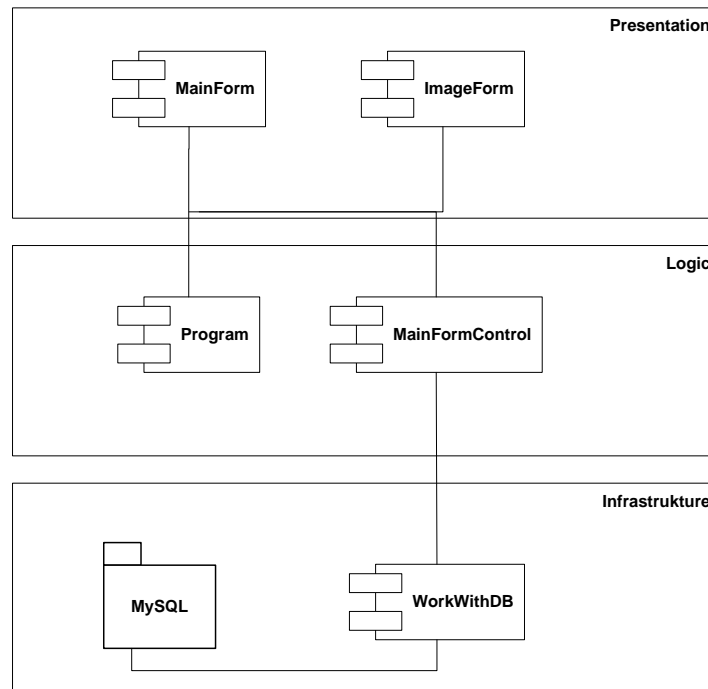 Presentation
MainForm
ImageForm
Logic
Program
MainFormControl
Infrastrukture
MySQL
WorkWithDB